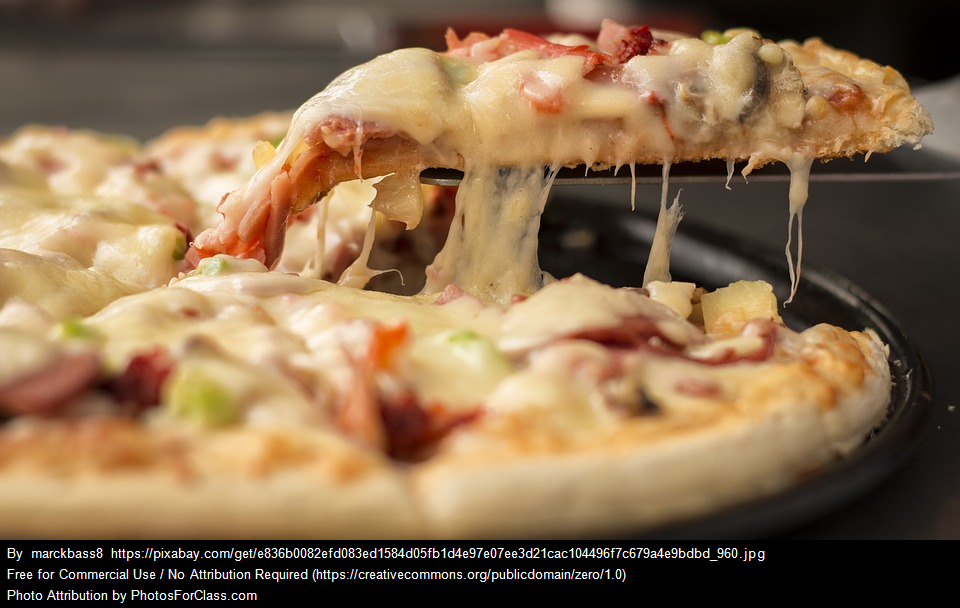 By marckbass8 https://pixabay.com/get/e836b0082efd083ed1584d05fb1d4e97e07ee3d21cac104496f7c679a4e9bdbd_960.jpg
Free for Commercial Use / No Attribution Required (https://creativecommons.org/publicdomain/zero/1.0)
Photo Attribution by PhotosForClass.com